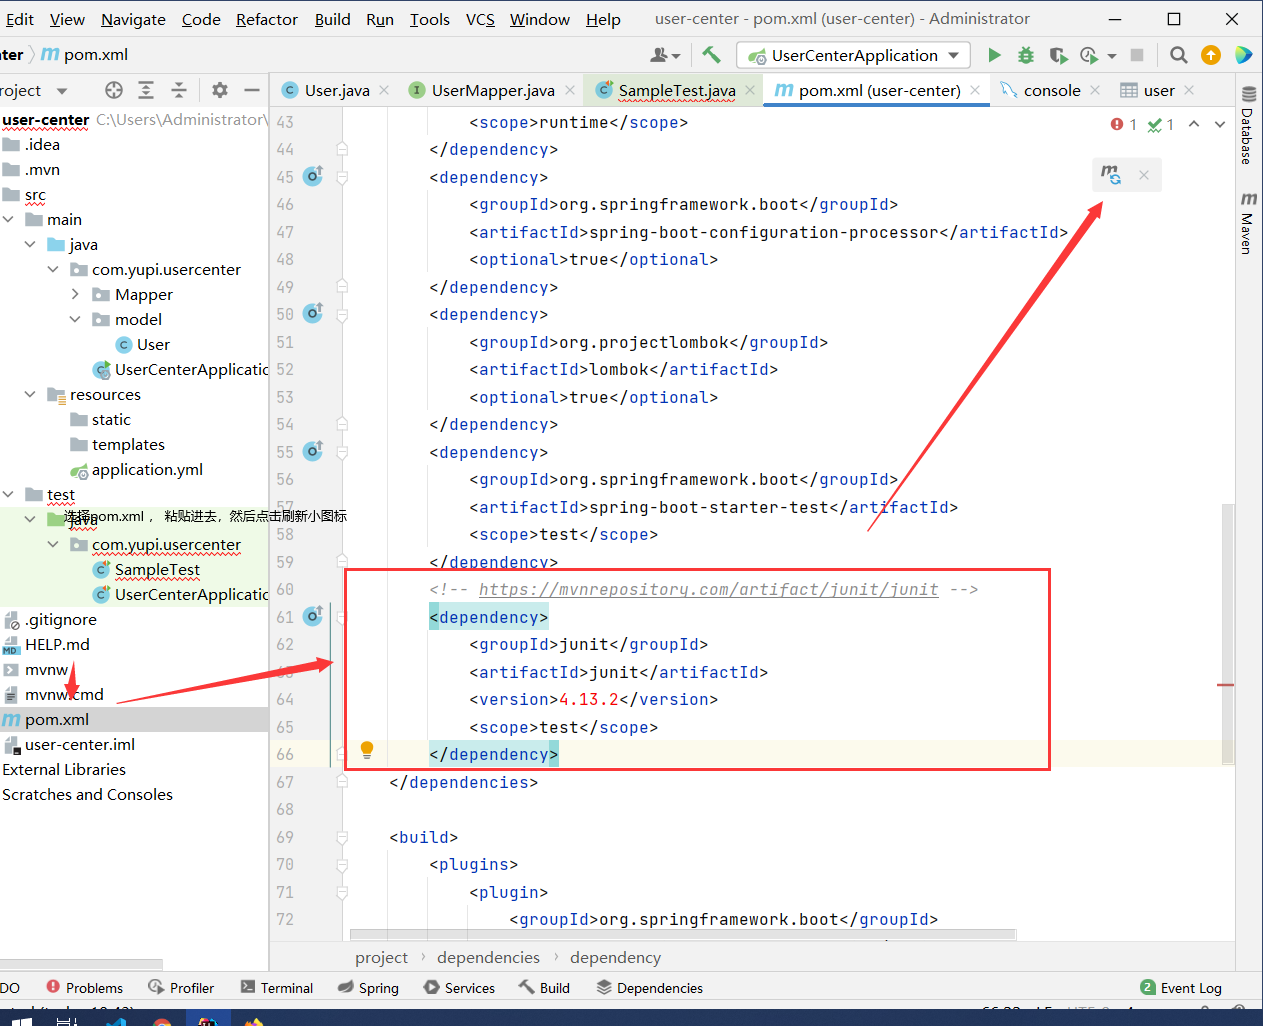 Edit View Navigate Code Refactor Build Run Tools VCS Window Help user-center - pom.xml (user-center) - Administrator
ter pom.xml UserCenterApplication
roject User.java UserMapper.java SampleTest.java pom.xml (user-center) console user
user-center C:\Users\Administrator\
.idea
.mvn
src
main
java
com.yupi.usercenter
Mapper
model
User
UserCenterApplicatio
resources
static
templates
application.yml
test
java
选择pom.xml ， 粘贴进去，然后点击刷新小图标
com.yupi.usercenter
SampleTest
UserCenterApplicatio
.gitignore
HELP.md
mvnw
mvnw.cmd
pom.xml
user-center.iml
External Libraries
Scratches and Consoles
43 <scope>runtime</scope>
44 </dependency>
45 <dependency>
46 <groupId>org.springframework.boot</groupId>
47 <artifactId>spring-boot-configuration-processor</artifactId>
48 <optional>true</optional>
49 </dependency>
50 <dependency>
51 <groupId>org.projectlombok</groupId>
52 <artifactId>lombok</artifactId>
53 <optional>true</optional>
54 </dependency>
55 <dependency>
56 <groupId>org.springframework.boot</groupId>
57 <artifactId>spring-boot-starter-test</artifactId>
58 <scope>test</scope>
59 </dependency>
60 <!-- https://mvnrepository.com/artifact/junit/junit -->
61 <dependency>
62 <groupId>junit</groupId>
63 <artifactId>junit</artifactId>
64 <version>4.13.2</version>
65 <scope>test</scope>
66 </dependency>
67 </dependencies>
68
69 <build>
70 <plugins>
71 <plugin>
72 <groupId>org.springframework.boot</groupId>
1 1
Database
Maven
project › dependencies › dependency
DO Problems Profiler Terminal Spring Services Build Dependencies 2 Event Log